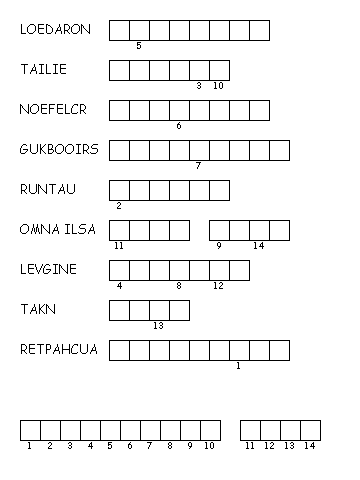 LOEDARON
5
TAILIE
3 10
NOEFELCR
6
GUKBOOIRS
7
RUNTAU
2
OMNA ILSA
11 9 14
LEVGINE
4 8 12
TAKN
13
RETPAHCUA
1
1 2 3 4 5 6 7 8 9 10 11 12 13 14